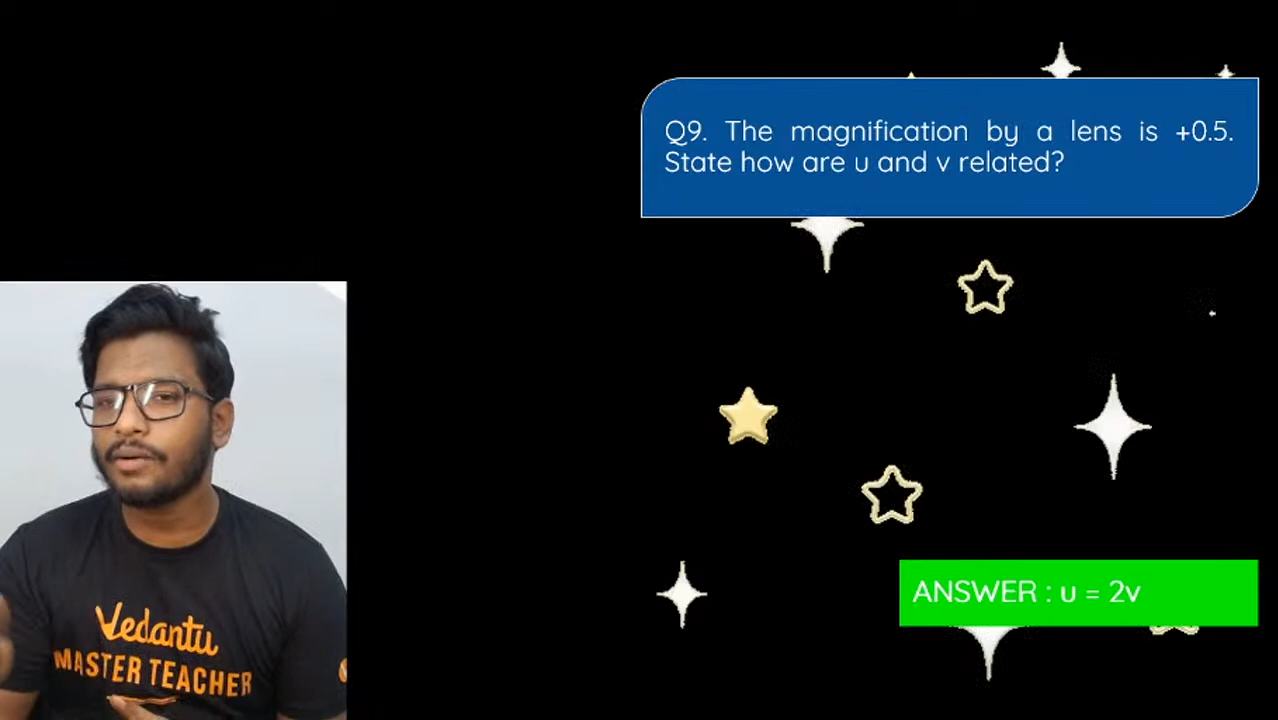 Q9. The magnification by a lens is +0.5.
State how are u and v related?
ANSWER : u = 2v
Vedantu
MASTER TEACHER